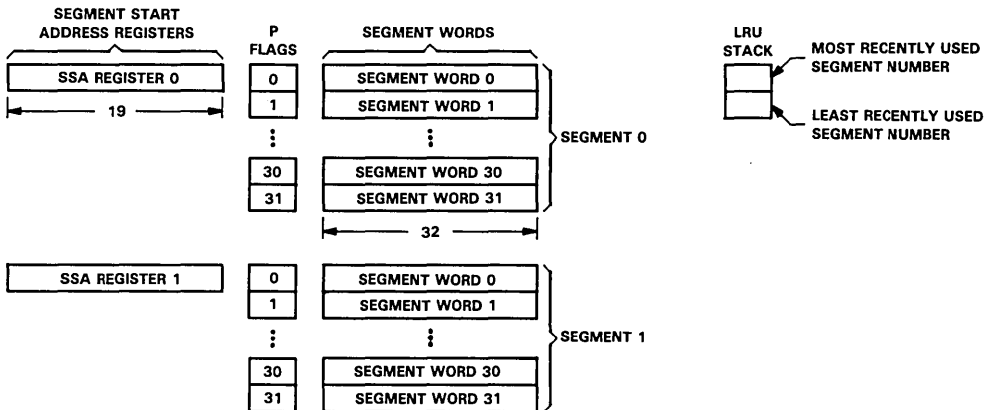 SEGMENT START
ADDRESS REGISTERS
P
FLAGS
SEGMENT WORDS
LRU
STACK
MOST RECENTLY USED
SEGMENT NUMBER
LEAST RECENTLY USED
SEGMENT NUMBER
SSA REGISTER 0
19
0
SEGMENT WORD 0
1
SEGMENT WORD 1
SEGMENT 0
30
SEGMENT WORD 30
31
SEGMENT WORD 31
32
SSA REGISTER 1
0
SEGMENT WORD 0
1
SEGMENT WORD 1
SEGMENT 1
30
SEGMENT WORD 30
31
SEGMENT WORD 31